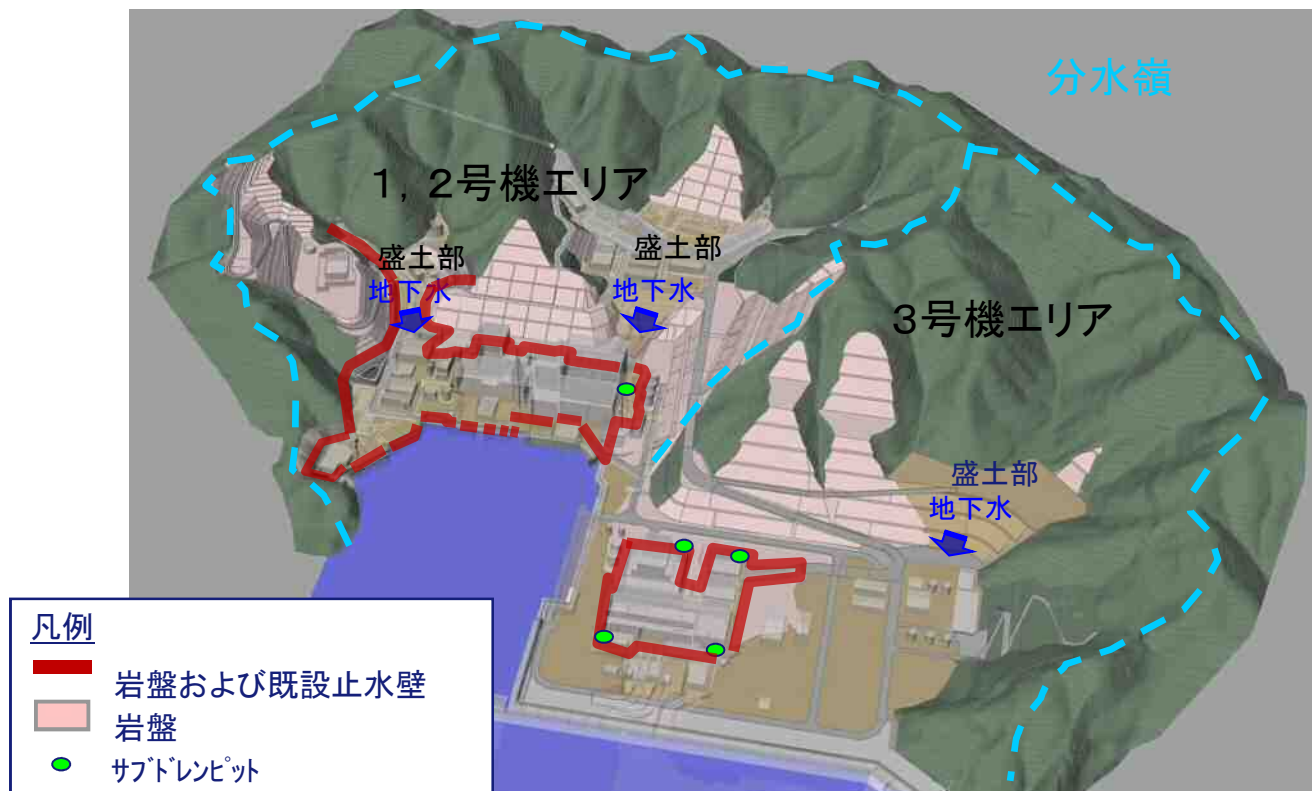 分水嶺
１，２号機エリア
盛土部
地下水
盛土部
地下水
３号機エリア
盛土部
地下水
凡例
岩盤および既設止水壁
岩盤
サブドレンピット